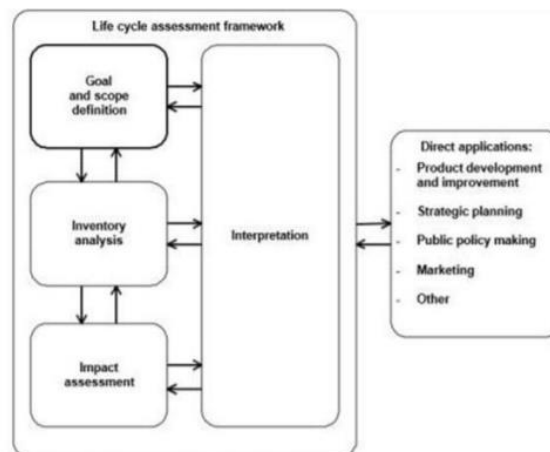 Life cycle assessment framework
Goal
and scope
definition
Inventory
analysis
Impact
assessment
Interpretation
Direct applications:
- Product development
and improvement
- Strategic planning
- Public policy making
- Marketing
- Other